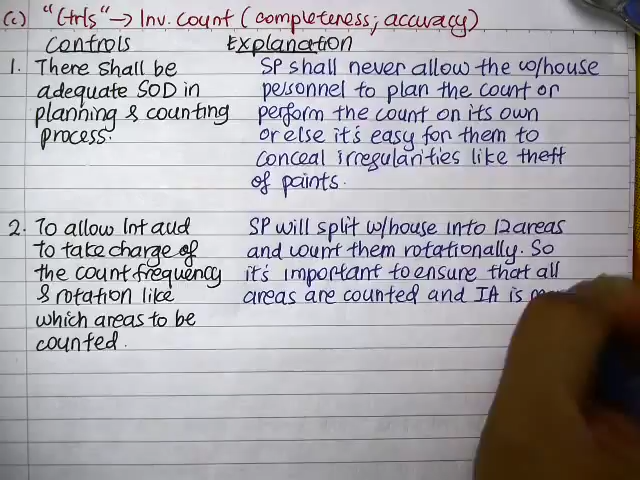 (c) "Ctrls" → Inv. count (completeness; accuracy)
Controls Explanation
1. There shall be SP shall never allow the w/house
adequate SOD in personnel to plan the count or
planning & counting perform the count on its own
process. or else it's easy for them to
conceal irregularities like theft
of paints.
2. To allow Int aud SP will split w/house into 12 areas
to take charge of and count them rotationally. So
the count frequency it's important to ensure that all
& rotation like areas are counted and IA is
which areas to be
counted.